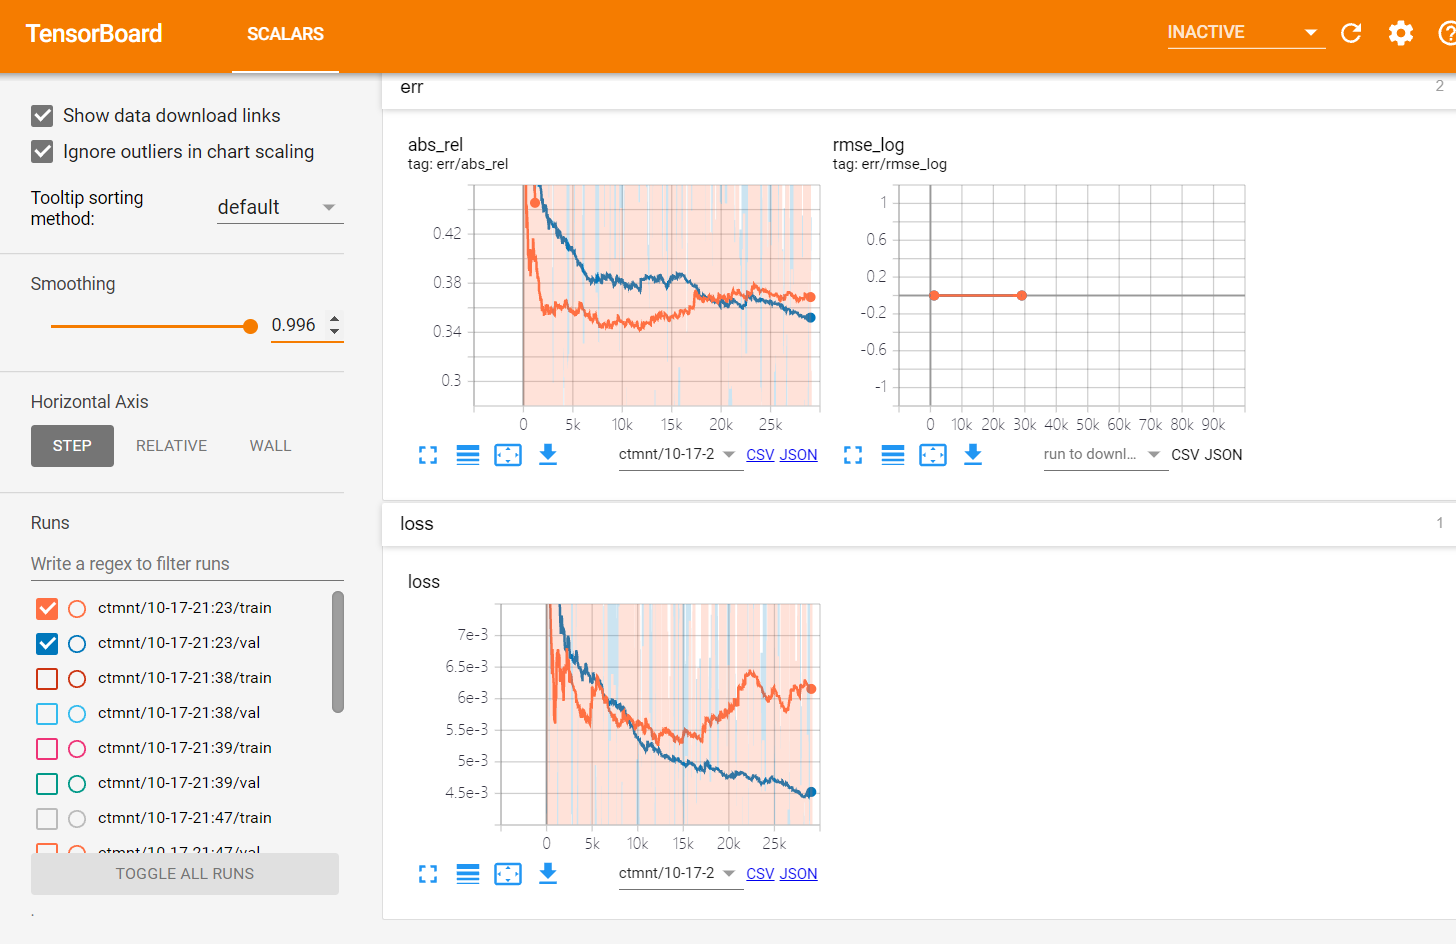 TensorBoard
SCALARS
INACTIVE
Show data download links
Ignore outliers in chart scaling
Tooltip sorting
method:
default
Smoothing
0.996
Horizontal Axis
STEP RELATIVE WALL
Runs
Write a regex to filter runs
ctmnt/10-17-21:23/train
ctmnt/10-17-21:23/val
ctmnt/10-17-21:38/train
ctmnt/10-17-21:38/val
ctmnt/10-17-21:39/train
ctmnt/10-17-21:39/val
ctmnt/10-17-21:47/train
ctmnt/10-17-21:47/val
TOGGLE ALL RUNS
.
err 2
abs_rel
tag: err/abs_rel
0.42
0.38
0.34
0.3
0 5k 10k 15k 20k 25k
ctmnt/10-17-2 CSV JSON
rmse_log
tag: err/rmse_log
1
0.6
0.2
-0.2
-0.6
-1
0 10k 20k 30k 40k 50k 60k 70k 80k 90k
run to downl... CSV JSON
loss 1
loss
7e-3
6.5e-3
6e-3
5.5e-3
5e-3
4.5e-3
0 5k 10k 15k 20k 25k
ctmnt/10-17-2 CSV JSON